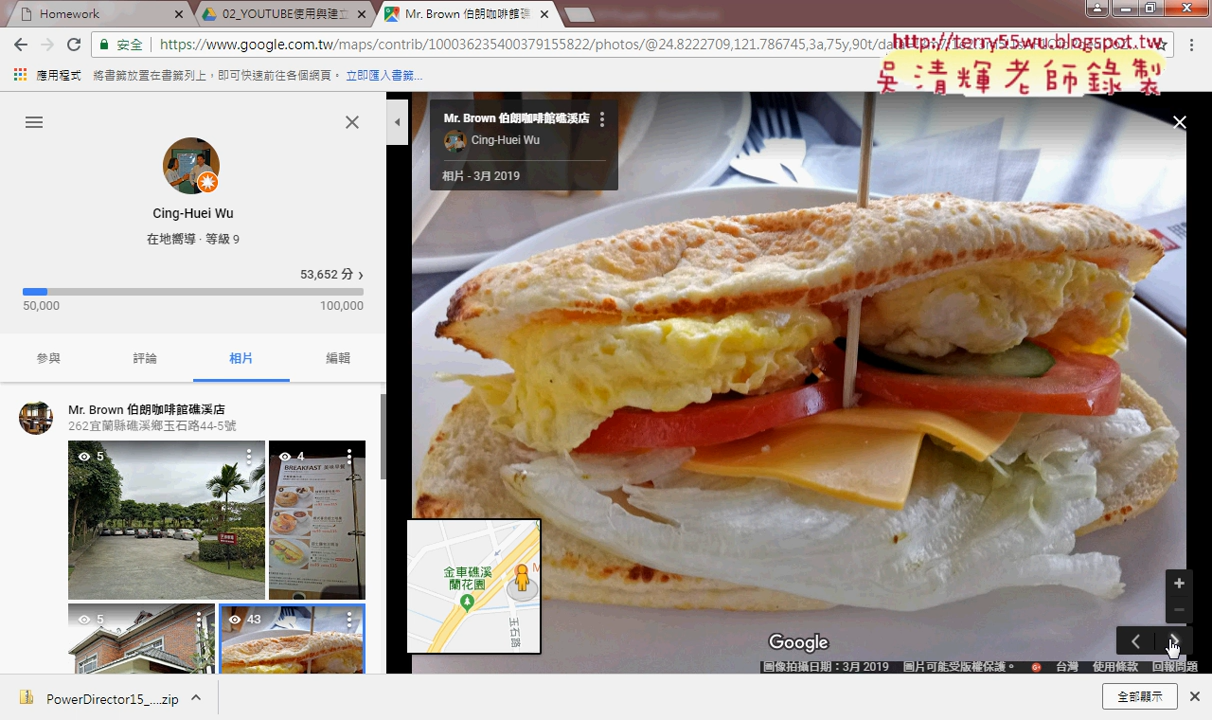 Homework
02_YOUTUBE使用與建立
Mr. Brown 伯朗咖啡館礁
安全
https://www.google.com.tw/maps/contrib/100036235400379155822/photos/@24.8222709,121.786745,3a,75y,90t/da
http://terry55wu.blogspot.tw
吳清輝老師錄製
應用程式
將書籤放置在書籤列上，即可快速前往各個網頁。
立即匯入書籤...
Cing-Huei Wu
在地嚮導 · 等級 9
53,652 分 ›
50,000
100,000
參與
評論
相片
編輯
Mr. Brown 伯朗咖啡館礁溪店
262宜蘭縣礁溪鄉玉石路44-5號
5
4
BREAKFAST
5
43
Mr. Brown 伯朗咖啡館礁溪店
Cing-Huei Wu
相片 - 3月 2019
金車礁溪
蘭花園
玉石路
M
Google
圖像拍攝日期：3月 2019
圖片可能受版權保護。
台灣
使用條款
回報問題
PowerDirector15_....zip
全部顯示